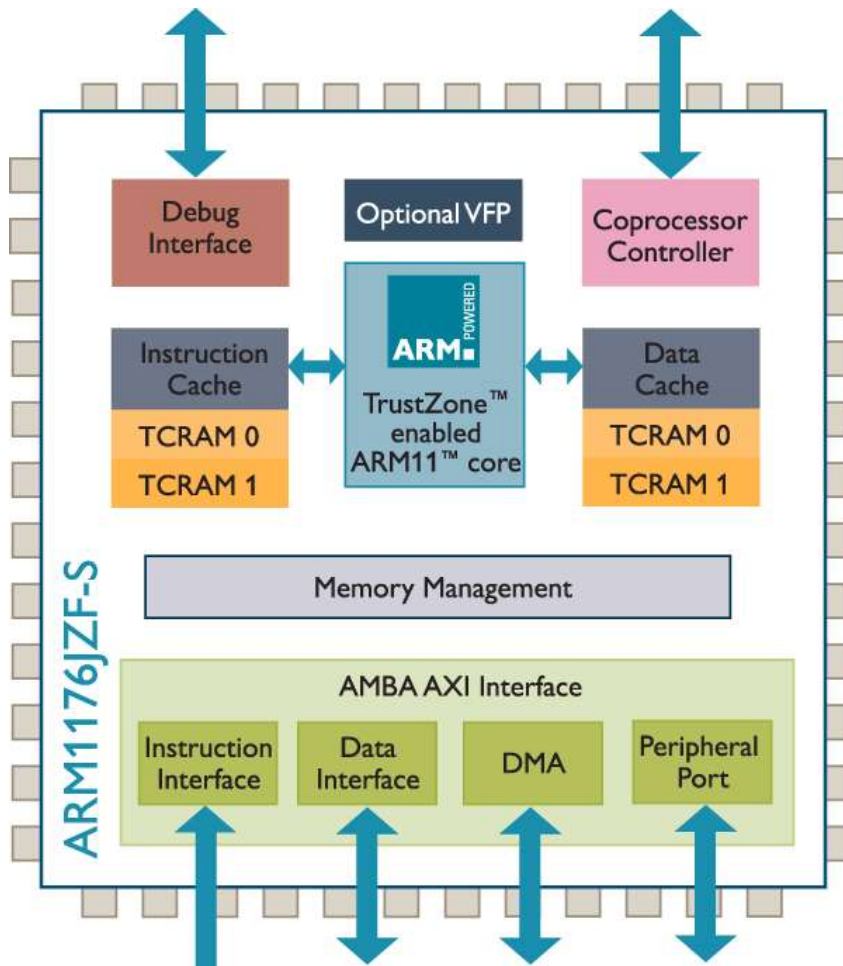 Debug
Interface
Optional VFP
Coprocessor
Controller
ARM POWERED
Instruction
Cache
TCRAM 0
TCRAM 1
TrustZone™
enabled
ARM11™ core
Data
Cache
TCRAM 0
TCRAM 1
Memory Management
ARM1176JZF-S
AMBA AXI Interface
Instruction
Interface
Data
Interface
DMA
Peripheral
Port